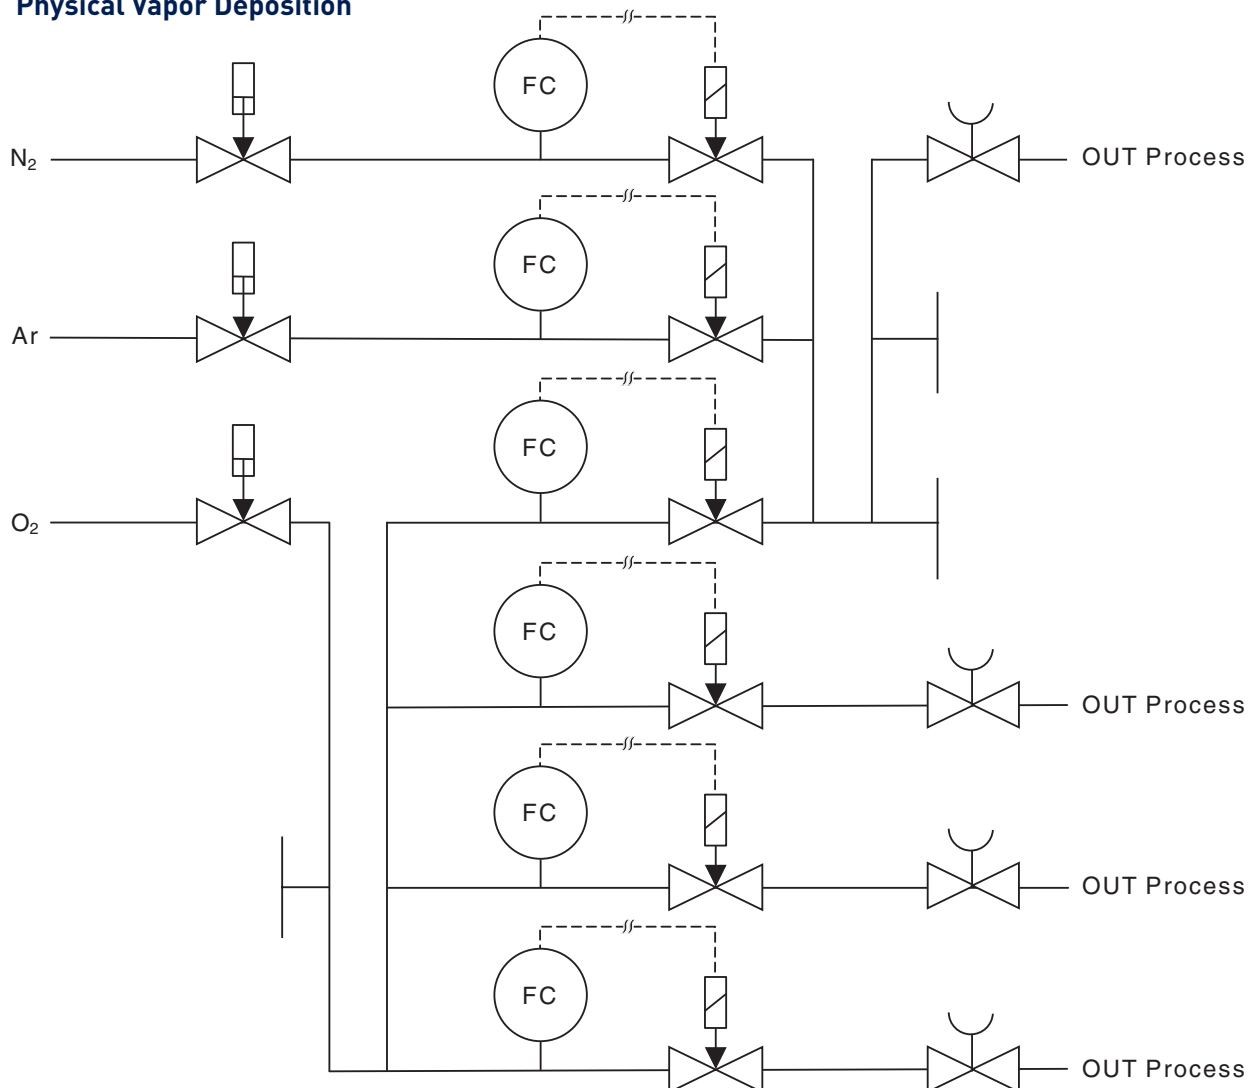 Physical Vapor Deposition
FC
N₂
OUT Process
FC
Ar
FC
O₂
FC
OUT Process
FC
OUT Process
FC
OUT Process